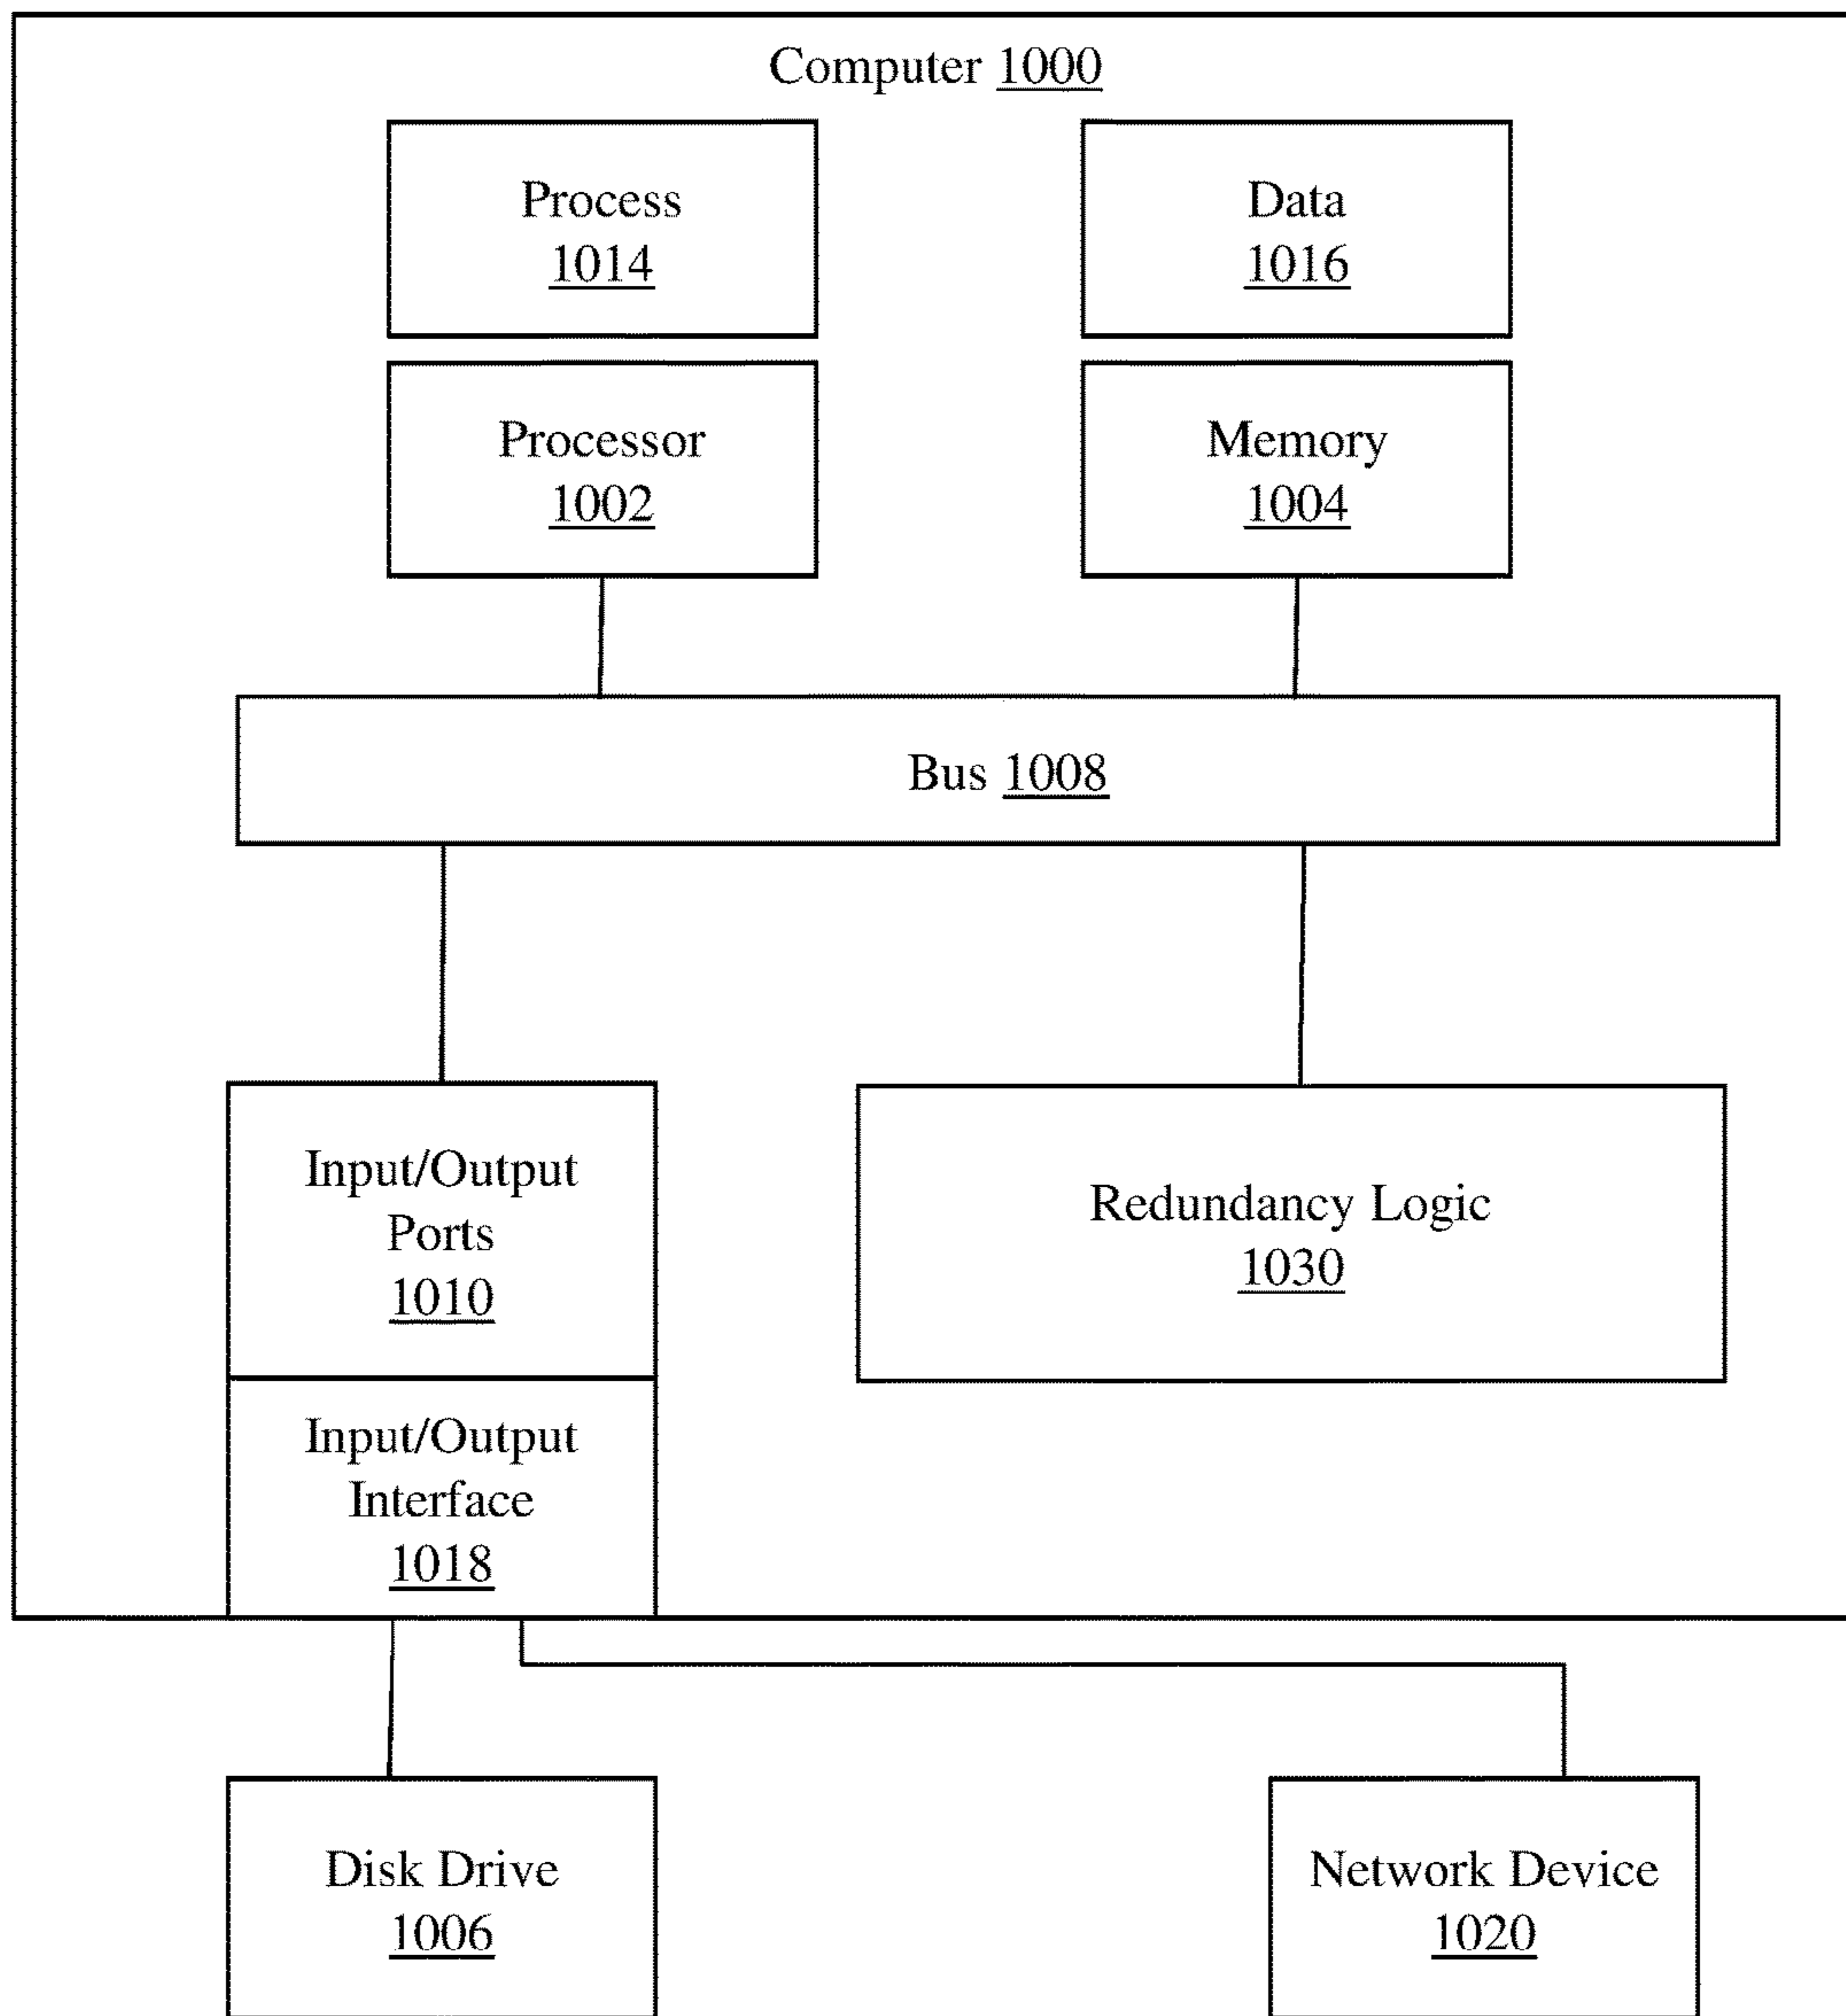 Computer 1000
Process
1014
Data
1016
Processor
1002
Memory
1004
Bus 1008
Input/Output
Ports
1010
Redundancy Logic
1030
Input/Output
Interface
1018
Disk Drive
1006
Network Device
1020